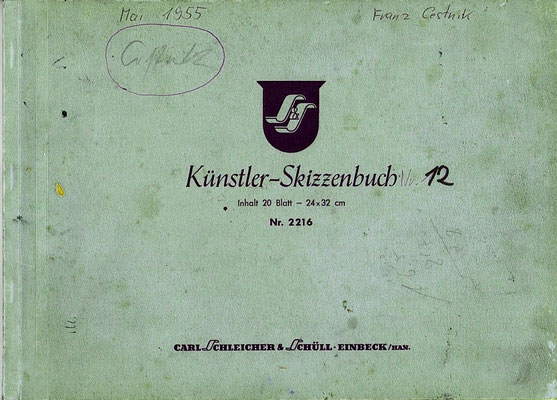 Mai 1955
Franz Cestnik
S&S
Künstler-Skizzenbuch Nr. 12
Inhalt 20 Blatt – 24×32 cm
Nr. 2216
CARL SCHLEICHER & SCHÜLL · EINBECK/HAN.